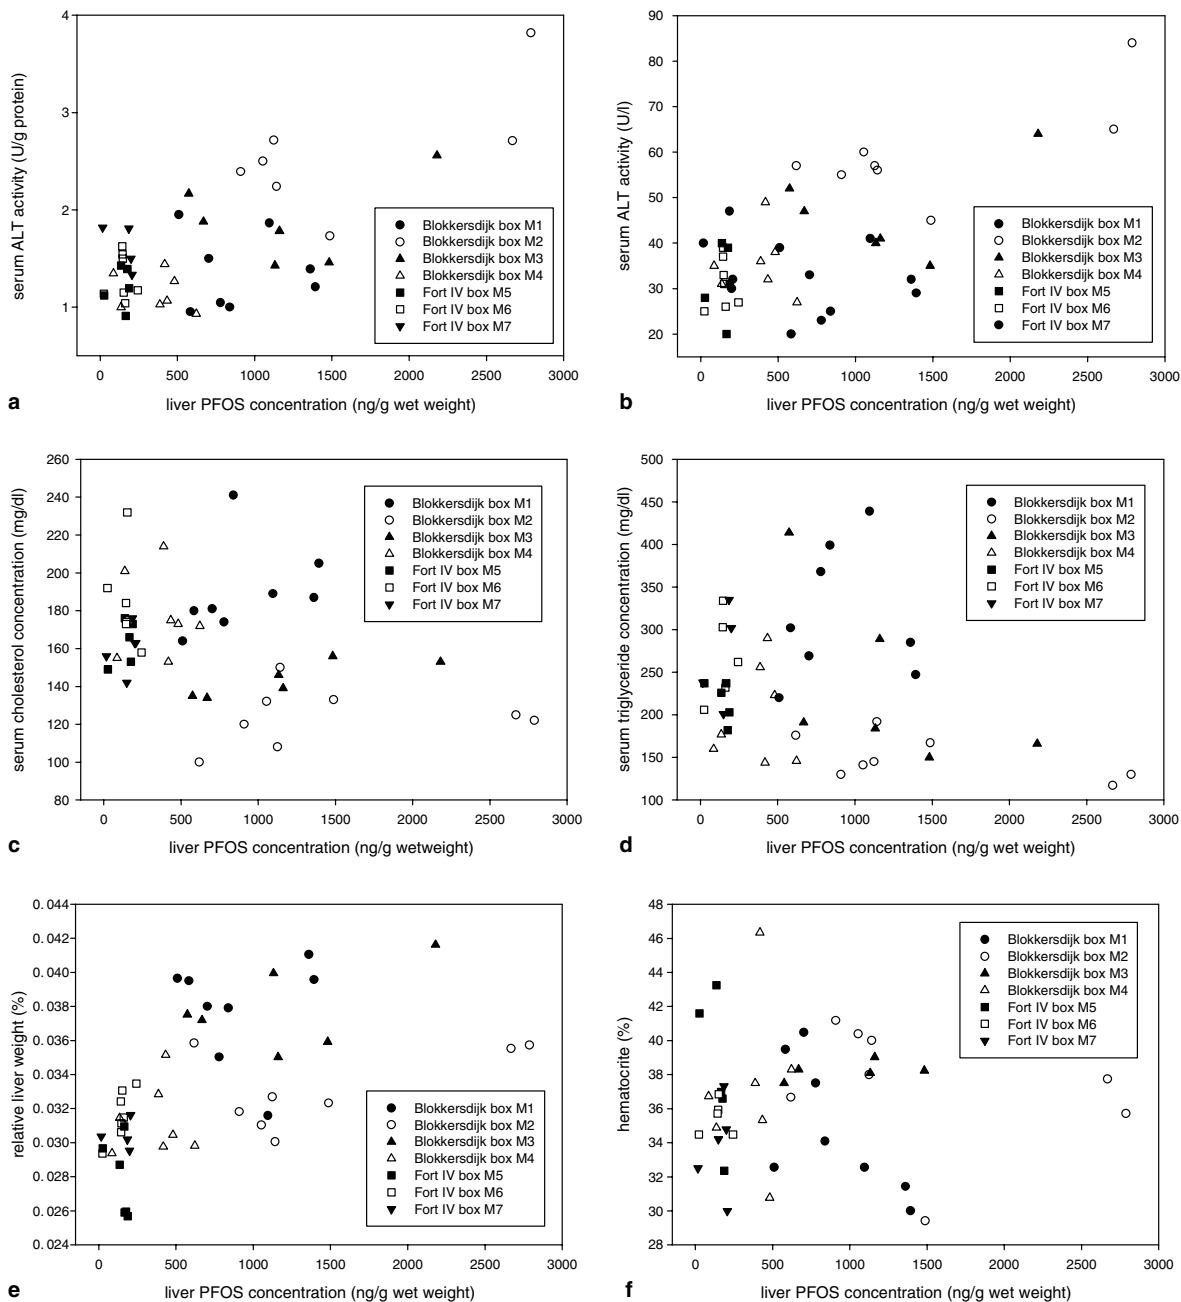 4
3
2
1
serum ALT activity (U/g protein)
Blokkersdijk box M1
Blokkersdijk box M2
Blokkersdijk box M3
Blokkersdijk box M4
Fort IV box M5
Fort IV box M6
Fort IV box M7
0 500 1000 1500 2000 2500 3000
a liver PFOS concentration (ng/g wet weight)
90
80
70
60
50
40
30
20
serum ALT activity (U/l)
Blokkersdijk box M1
Blokkersdijk box M2
Blokkersdijk box M3
Blokkersdijk box M4
Fort IV box M5
Fort IV box M6
Fort IV box M7
0 500 1000 1500 2000 2500 3000
b liver PFOS concentration (ng/g wet weight)
260
240
220
200
180
160
140
120
100
80
serum cholesterol concentration (mg/dl)
Blokkersdijk box M1
Blokkersdijk box M2
Blokkersdijk box M3
Blokkersdijk box M4
Fort IV box M5
Fort IV box M6
Fort IV box M7
0 500 1000 1500 2000 2500 3000
c liver PFOS concentration (ng/g wetweight)
500
450
400
350
300
250
200
150
100
serum triglyceride concentration (mg/dl)
Blokkersdijk box M1
Blokkersdijk box M2
Blokkersdijk box M3
Blokkersdijk box M4
Fort IV box M5
Fort IV box M6
Fort IV box M7
0 500 1000 1500 2000 2500 3000
d liver PFOS concentration (ng/g wet weight)
0. 044
0. 042
0. 040
0. 038
0. 036
0. 034
0. 032
0. 030
0. 028
0. 026
0. 024
relative liver weight (%)
Blokkersdijk box M1
Blokkersdijk box M2
Blokkersdijk box M3
Blokkersdijk box M4
Fort IV box M5
Fort IV box M6
Fort IV box M7
0 500 1000 1500 2000 2500 3000
e liver PFOS concentration (ng/g wet weight)
48
46
44
42
40
38
36
34
32
30
28
hematocrite (%)
Blokkersdijk box M1
Blokkersdijk box M2
Blokkersdijk box M3
Blokkersdijk box M4
Fort IV box M5
Fort IV box M6
Fort IV box M7
0 500 1000 1500 2000 2500 3000
f liver PFOS concentration (ng/g wet weight)